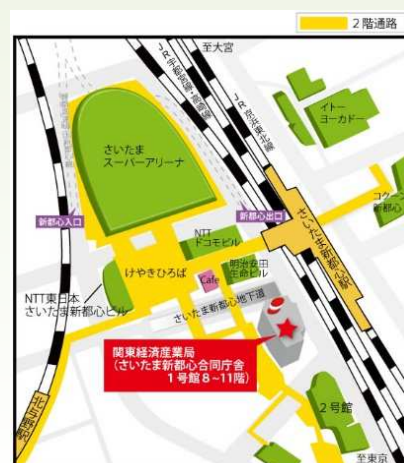 2階通路
至大宮
JR宇都宮線・高崎線
JR京浜東北線
イトー
ヨーカドー
さいたま
スーパーアリーナ
新都心入口
新都心出口
コクーン
新都心
さいたま新都心駅
NTT
ドコモビル
けやきひろば
明治安田
生命ビル
Cafe
NTT東日本
さいたま新都心ビル
さいたま新都心地下道
関東経済産業局
(さいたま新都心合同庁舎
1号館8~11階)
2号館
北与野駅
至東京